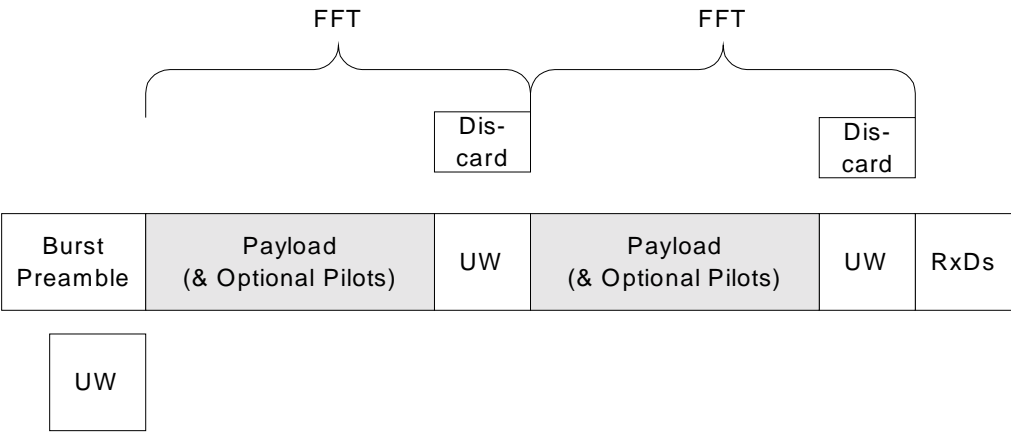 FFT
FFT
Dis-
card
Dis-
card
Burst
Preamble
Payload
(& Optional Pilots)
UW
Payload
(& Optional Pilots)
UW
RxDs
UW